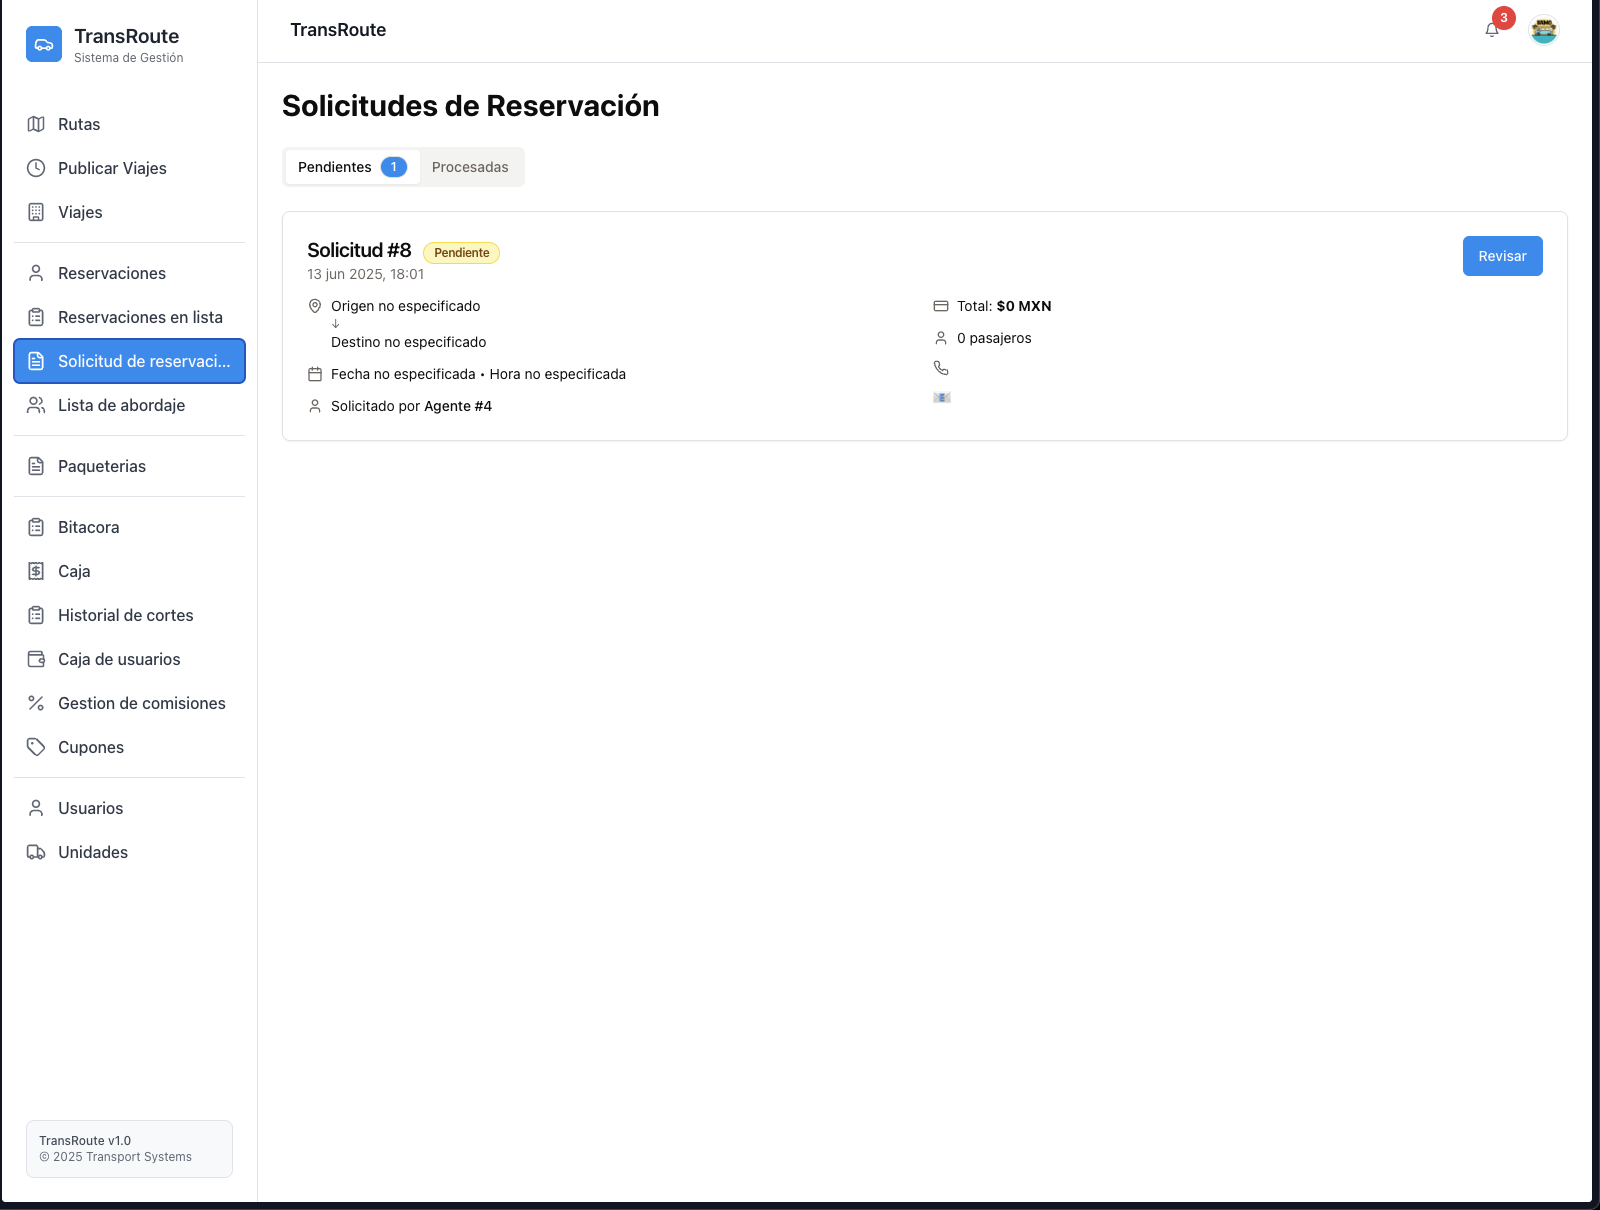 TransRoute
Sistema de Gestión
Rutas
Publicar Viajes
Viajes
Reservaciones
Reservaciones en lista
Solicitud de reservaci...
Lista de abordaje
Paqueterias
Bitacora
Caja
Historial de cortes
Caja de usuarios
Gestion de comisiones
Cupones
Usuarios
Unidades
TransRoute v1.0
© 2025 Transport Systems
TransRoute
3
Solicitudes de Reservación
Pendientes 1 Procesadas
Solicitud #8 Pendiente
13 jun 2025, 18:01
Revisar
Origen no especificado
↓
Destino no especificado
Fecha no especificada • Hora no especificada
Solicitado por Agente #4
Total: $0 MXN
0 pasajeros